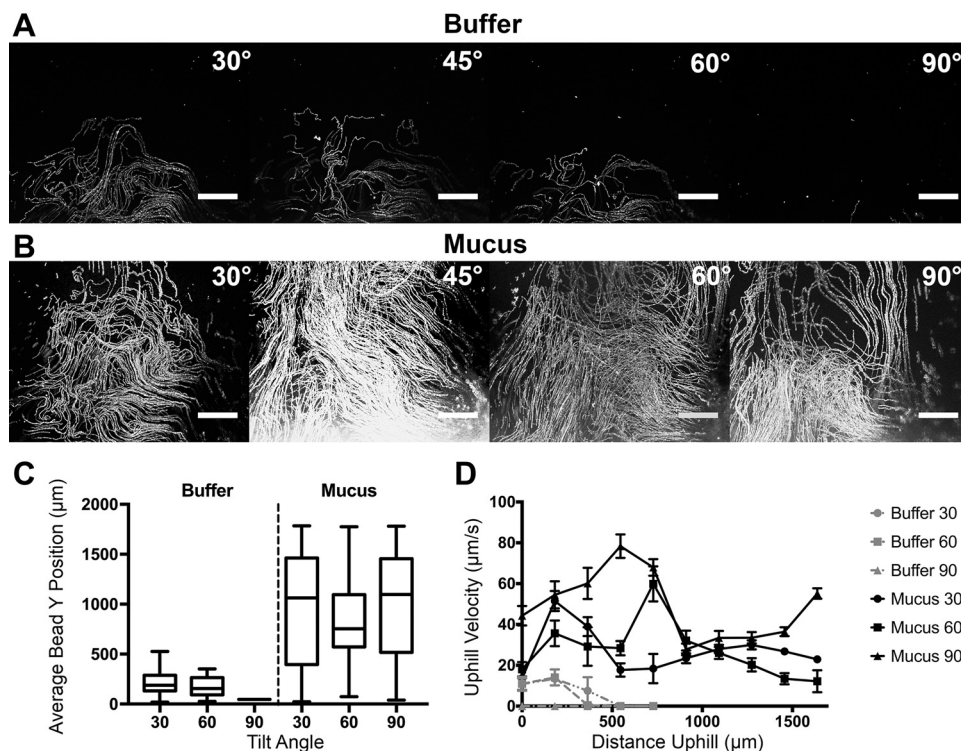 A
Buffer
30°
45°
60°
90°
B
Mucus
30°
45°
60°
90°
C
Buffer
Mucus
Average Bead Y Position (μm)
2000
1500
1000
500
0
30
60
90
30
60
90
Tilt Angle
D
Uphill Velocity (μm/s)
100
80
60
40
20
0
0
500
1000
1500
Distance Uphill (μm)
Buffer 30
Buffer 60
Buffer 90
Mucus 30
Mucus 60
Mucus 90